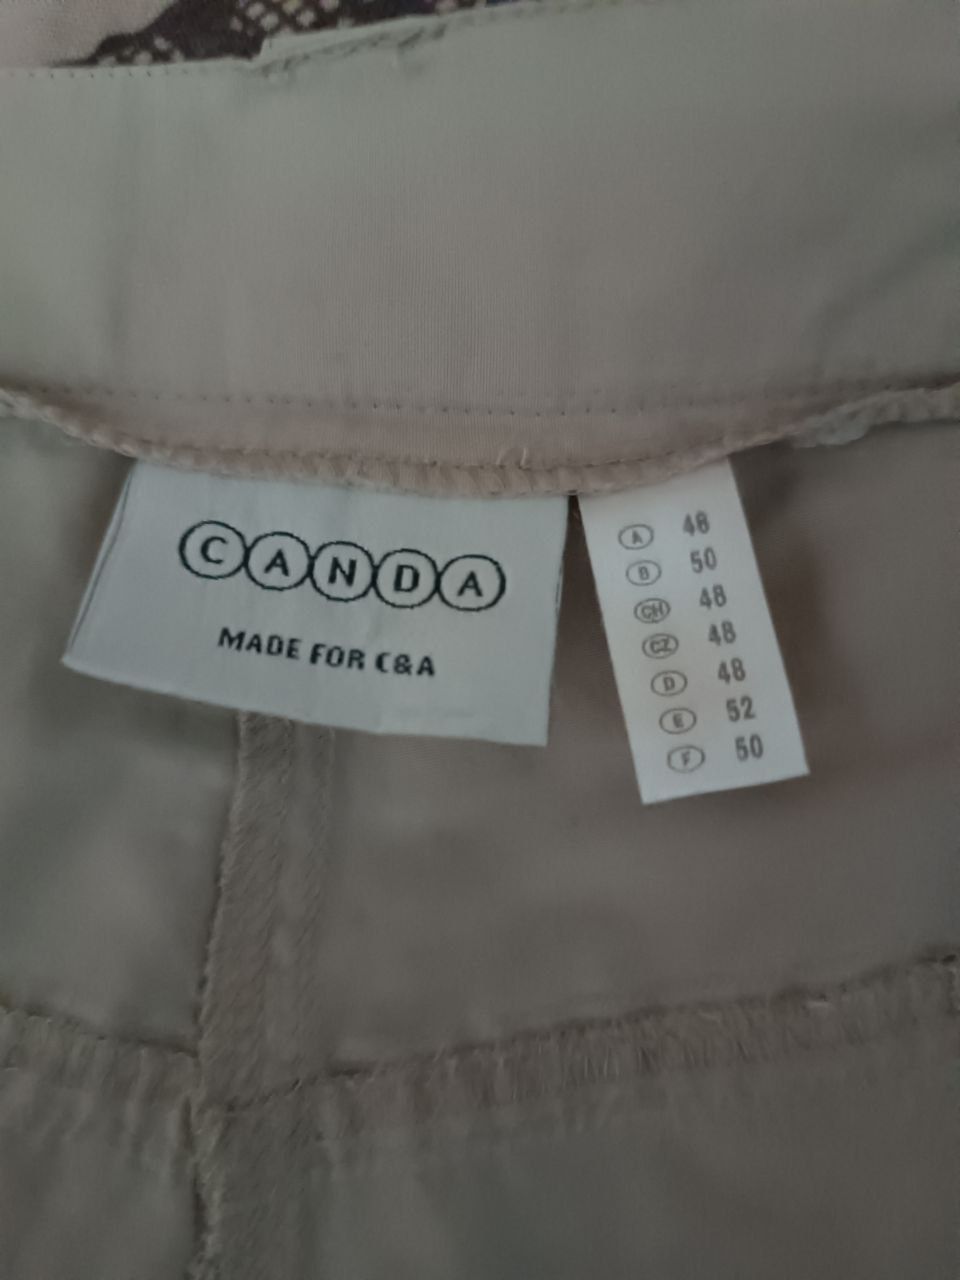 CANDA
MADE FOR C&A
A 48
B 50
CH 48
CZ 48
D 48
E 52
F 50